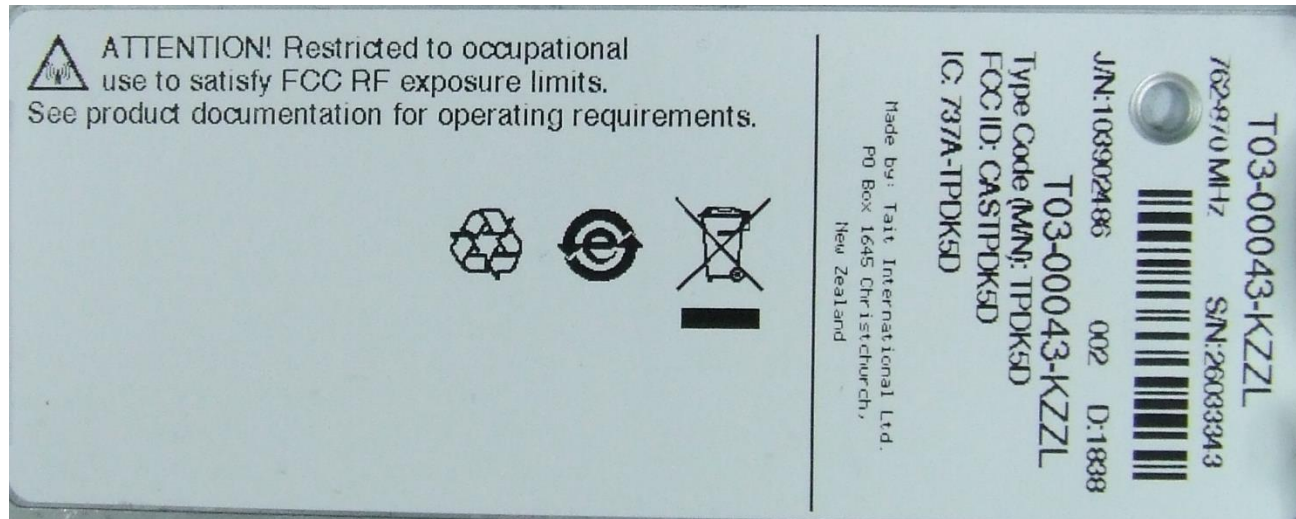 ATTENTION! Restricted to occupational
use to satisfy FCC RF exposure limits.
See product documentation for operating requirements.
T03-00043-KZZL
762-870 MHz S/N:26033343
J/N:103902486 002 D:1838
T03-00043-KZZL
Type Code (M/N): TPDK5D
FCC ID: CASTPDK5D
IC: 737A-TPDK5D
Made by: Tait International Ltd.
PO Box 1645 Christchurch,
New Zealand